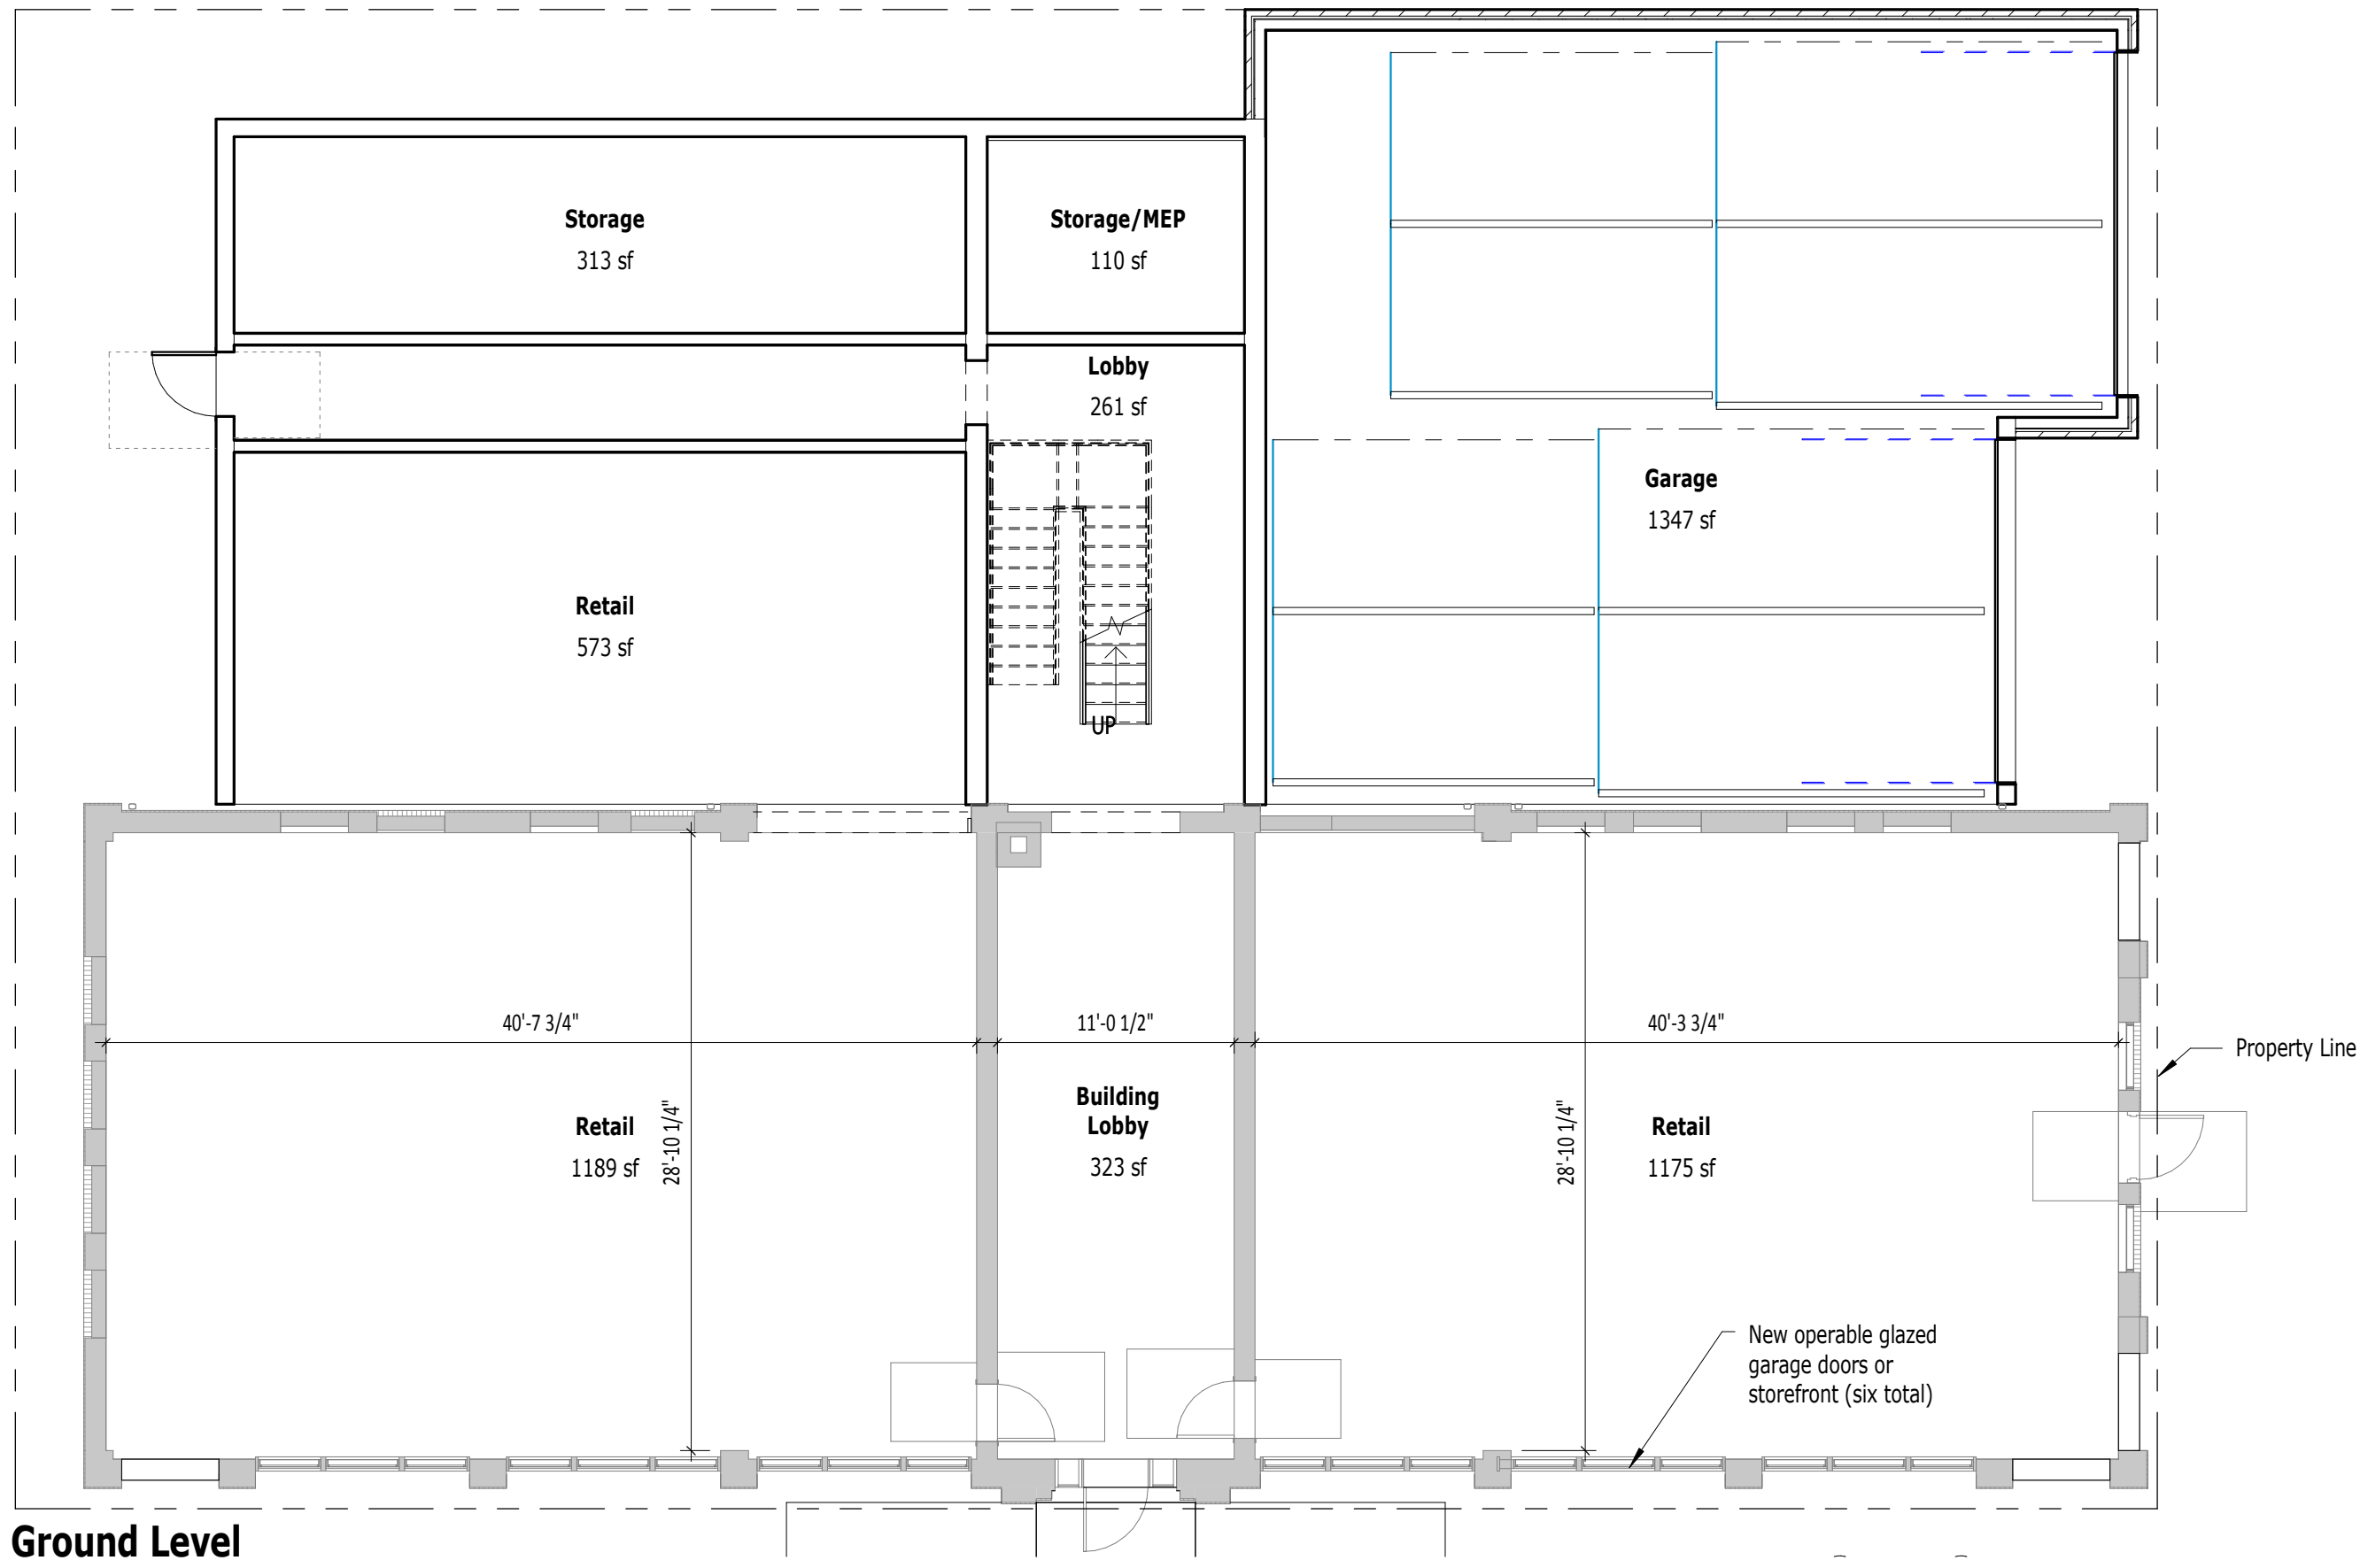 Storage
313 sf
Storage/MEP
110 sf
Lobby
261 sf
Garage
1347 sf
Retail
573 sf
UP
40'-7 3/4"
11'-0 1/2"
40'-3 3/4"
Property Line
Building
Lobby
323 sf
Retail
1189 sf
28'-10 1/4"
28'-10 1/4"
Retail
1175 sf
New operable glazed
garage doors or
storefront (six total)
Ground Level